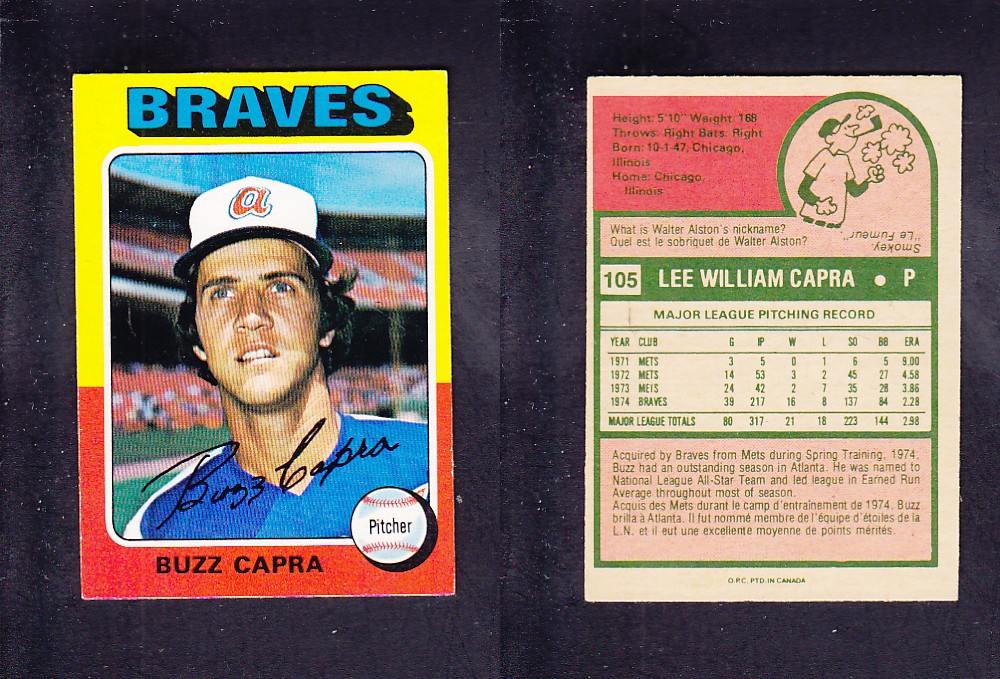 BRAVES
a
Buzz Capra
Pitcher
BUZZ CAPRA
Height: 5'10" Weight: 168
Throws: Right Bats: Right
Born: 10-1-47, Chicago,
Illinois
Home: Chicago,
Illinois
What is Walter Alston's nickname?
Quel est le sobriquet de Walter Alston?
Smokey
"Le Fumeur"
105 LEE WILLIAM CAPRA • P
MAJOR LEAGUE PITCHING RECORD
YEAR CLUB G IP W L SO BB ERA
1971 METS 3 5 0 1 6 5 9.00
1972 METS 14 53 3 2 45 27 4.58
1973 METS 24 42 2 7 35 28 3.86
1974 BRAVES 39 217 16 8 137 84 2.28
MAJOR LEAGUE TOTALS 80 317 21 18 223 144 2.98
Acquired by Braves from Mets during Spring Training, 1974,
Buzz had an outstanding season in Atlanta. He was named to
National League All-Star Team and led league in Earned Run
Average throughout most of season.
Acquis des Mets durant le camp d'entrainement de 1974. Buzz
brilla à Atlanta. Il fut nommé membre de l'équipe d'étoiles de la
L.N. et il eut une excellente moyenne de points mérités.
O.P.C. PTD. IN CANADA